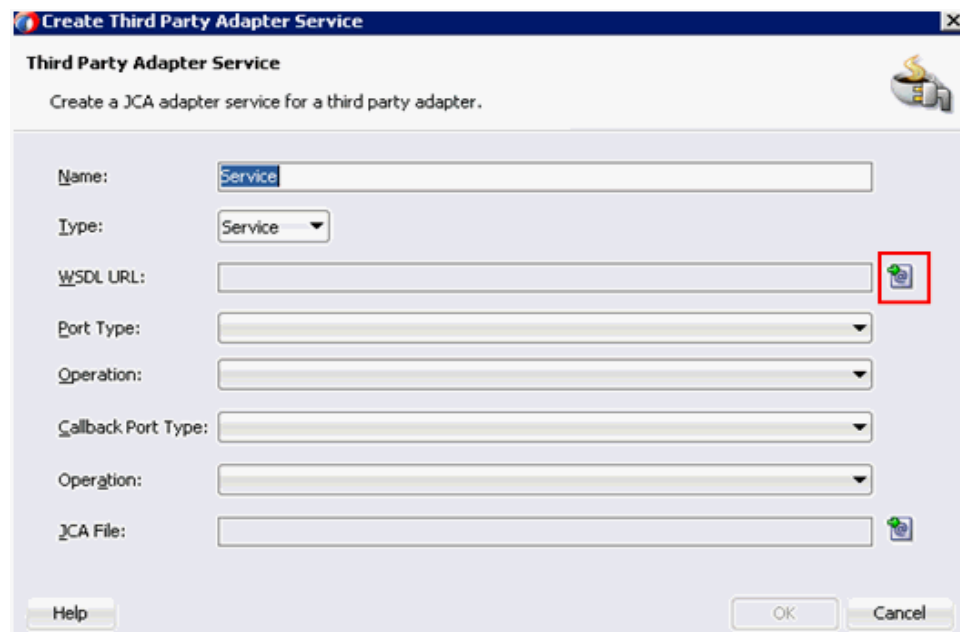 Create Third Party Adapter Service
Third Party Adapter Service
Create a JCA adapter service for a third party adapter.
Name: Service
Type: Service
WSDL URL:
Port Type:
Operation:
Callback Port Type:
Operation:
JCA File:
Help OK Cancel